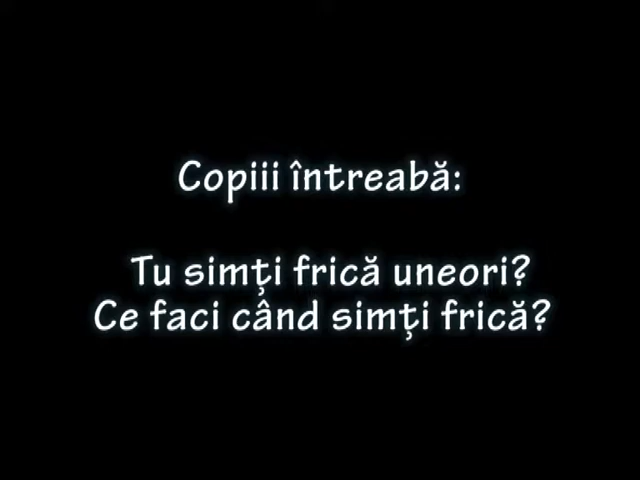 Copiii întreabă:
Tu simți frică uneori?
Ce faci când simți frică?